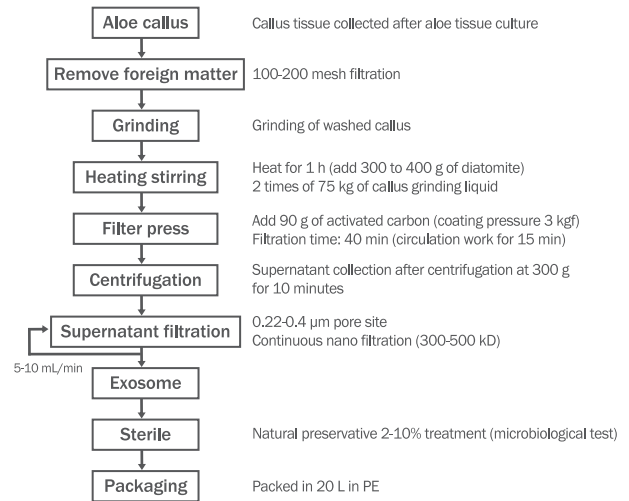 Aloe callus
Callus tissue collected after aloe tissue culture
Remove foreign matter
100-200 mesh filtration
Grinding
Grinding of washed callus
Heating stirring
Heat for 1 h (add 300 to 400 g of diatomite)
2 times of 75 kg of callus grinding liquid
Filter press
Add 90 g of activated carbon (coating pressure 3 kgf)
Filtration time: 40 min (circulation work for 15 min)
Centrifugation
Supernatant collection after centrifugation at 300 g
for 10 minutes
Supernatant filtration
0.22-0.4 μm pore site
Continuous nano filtration (300-500 kD)
5-10 mL/min
Exosome
Sterile
Natural preservative 2-10% treatment (microbiological test)
Packaging
Packed in 20 L in PE